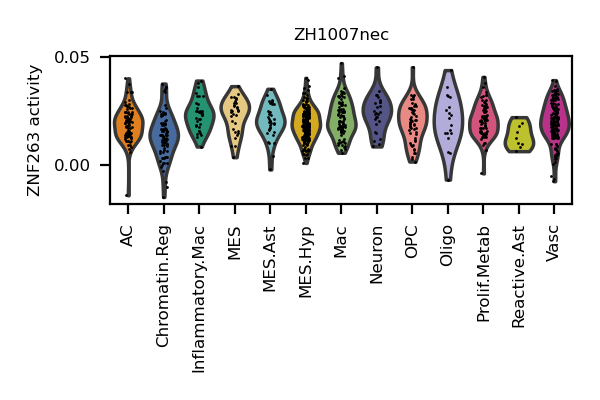 ZH1007nec
ZNF263 activity
0.05
0.00
AC
Chromatin.Reg
Inflammatory.Mac
MES
MES.Ast
MES.Hyp
Mac
Neuron
OPC
Oligo
Prolif.Metab
Reactive.Ast
Vasc